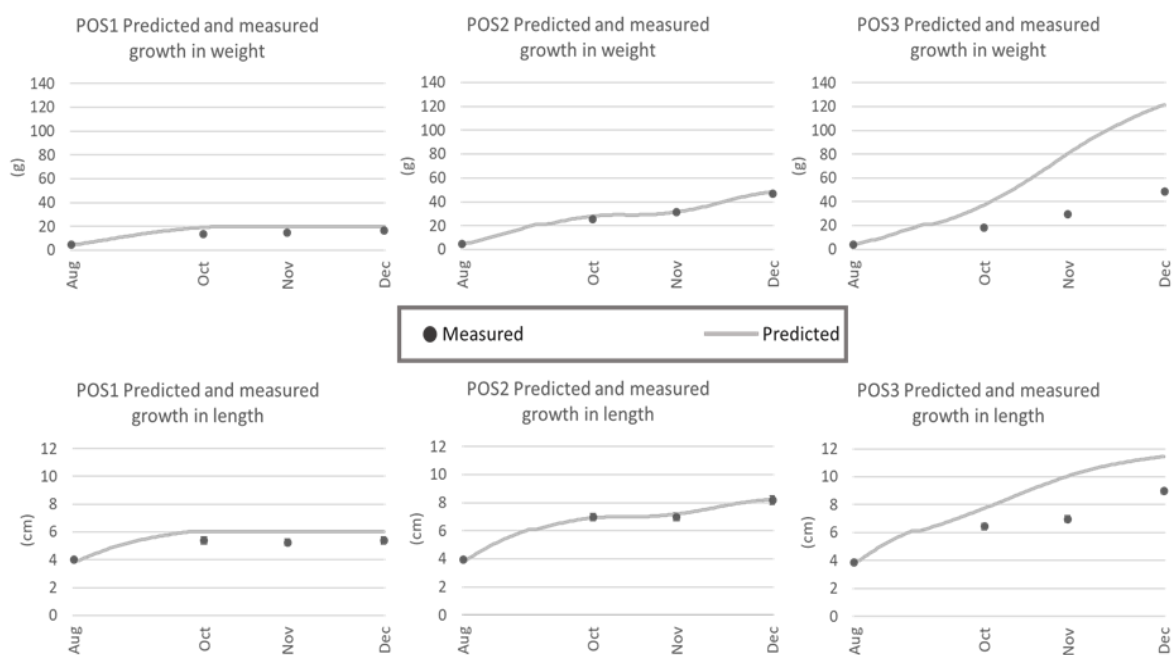 POS1 Predicted and measured
growth in weight
140
120
100
80
60
40
20
0
(g)
Aug
Oct
Nov
Dec
POS2 Predicted and measured
growth in weight
140
120
100
80
60
40
20
0
(g)
Aug
Oct
Nov
Dec
POS3 Predicted and measured
growth in weight
140
120
100
80
60
40
20
0
(g)
Aug
Oct
Nov
Dec
Measured Predicted
POS1 Predicted and measured
growth in length
12
10
8
6
4
2
0
(cm)
Aug
Oct
Nov
Dec
POS2 Predicted and measured
growth in length
12
10
8
6
4
2
0
(cm)
Aug
Oct
Nov
Dec
POS3 Predicted and measured
growth in length
12
10
8
6
4
2
0
(cm)
Aug
Oct
Nov
Dec